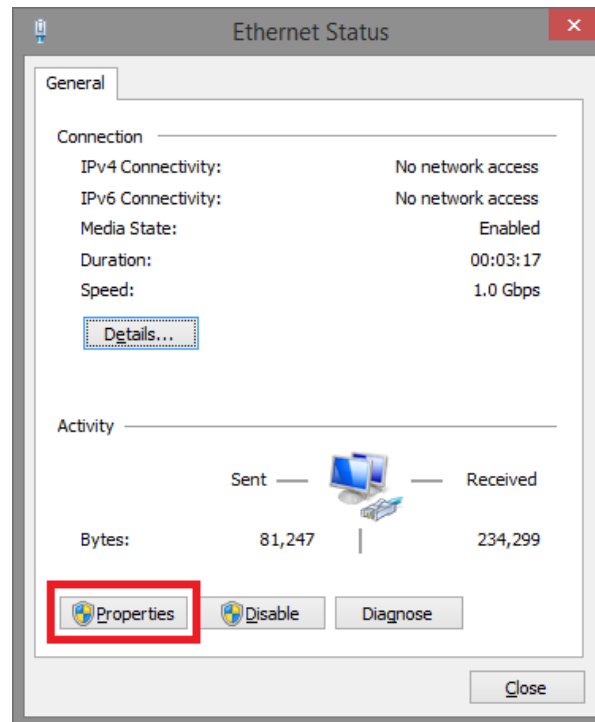 Ethernet Status
General
Connection
IPv4 Connectivity: No network access
IPv6 Connectivity: No network access
Media State: Enabled
Duration: 00:03:17
Speed: 1.0 Gbps
Details...
Activity
Sent Received
Bytes: 81,247 234,299
Properties Disable Diagnose
Close